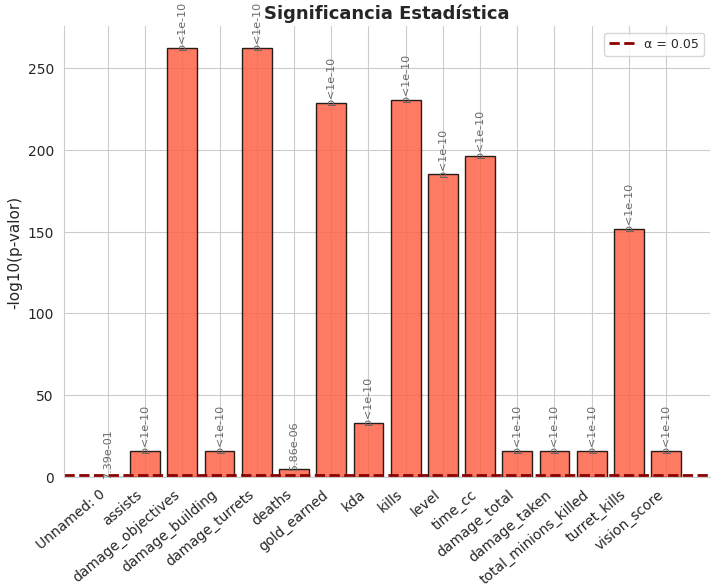 Significancia Estadística
α = 0.05
-log10(p-valor)
250
200
150
100
50
0
p<1e-10
p<1e-10
p<1e-10
p<1e-10
p<1e-10
p<1e-10
p<1e-10
p<1e-10
p<1e-10
p<1e-10
p<1e-10
p<1e-10
p<1e-10
p<1e-10
Unnamed: 0
assists
damage_objectives
damage_building
damage_turrets
deaths
gold_earned
kda
kills
level
time_cc
damage_total
damage_taken
total_minions_killed
turret_kills
vision_score